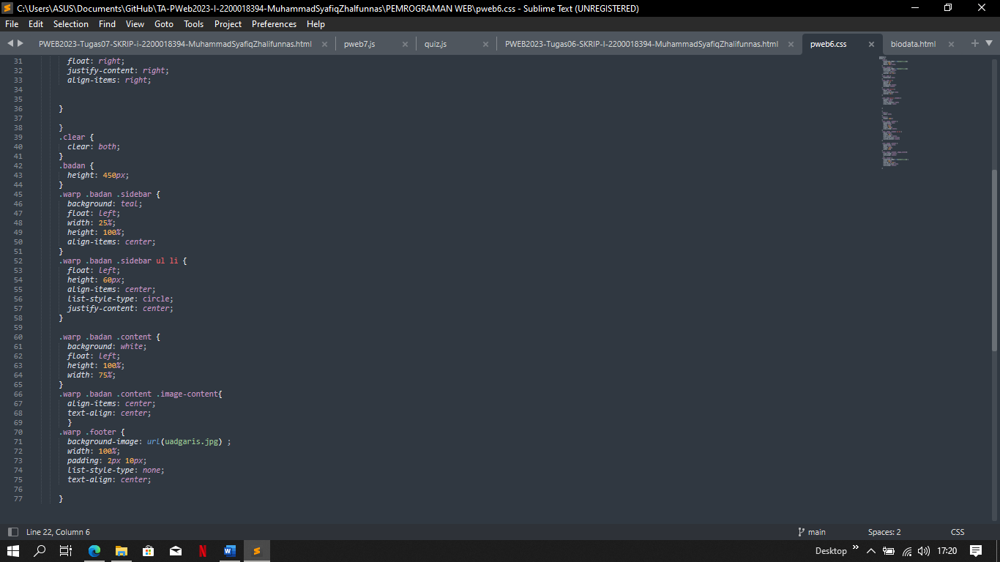 C:\Users\ASUS\Documents\GitHub\TA-PWeb2023-I-2200018394-MuhammadSyafiqZhalfunnas\PEMROGRAMAN WEB\pweb6.css - Sublime Text (UNREGISTERED)
File Edit Selection Find View Goto Tools Project Preferences Help
PWEB2023-Tugas07-SKRIP-i-2200018394-MuhammadSyafiqZhalifunnas.html pweb7.js quiz.js PWEB2023-Tugas06-SKRIP-I-2200018394-MuhammadSyafiqZhalifunnas.html pweb6.css biodata.html
31 float: right;
32 justify-content: right;
33 align-items: right;
34
35
36 }
37
38 }
39 .clear {
40 clear: both;
41 }
42 .badan {
43 height: 450px;
44 }
45 .warp .badan .sidebar {
46 background: teal;
47 float: left;
48 width: 25%;
49 height: 100%;
50 align-items: center;
51 }
52 .warp .badan .sidebar ul li {
53 float: left;
54 height: 60px;
55 align-items: center;
56 list-style-type: circle;
57 justify-content: center;
58 }
59
60 .warp .badan .content {
61 background: white;
62 float: left;
63 height: 100%;
64 width: 75%;
65 }
66 .warp .badan .content .image-content{
67 align-items: center;
68 text-align: center;
69 }
70 .warp .footer {
71 background-image: url(uadgaris.jpg) ;
72 width: 100%;
73 padding: 2px 10px;
74 list-style-type: none;
75 text-align: center;
76
77 }
Line 22, Column 6 main Spaces: 2 CSS
Desktop 17:20